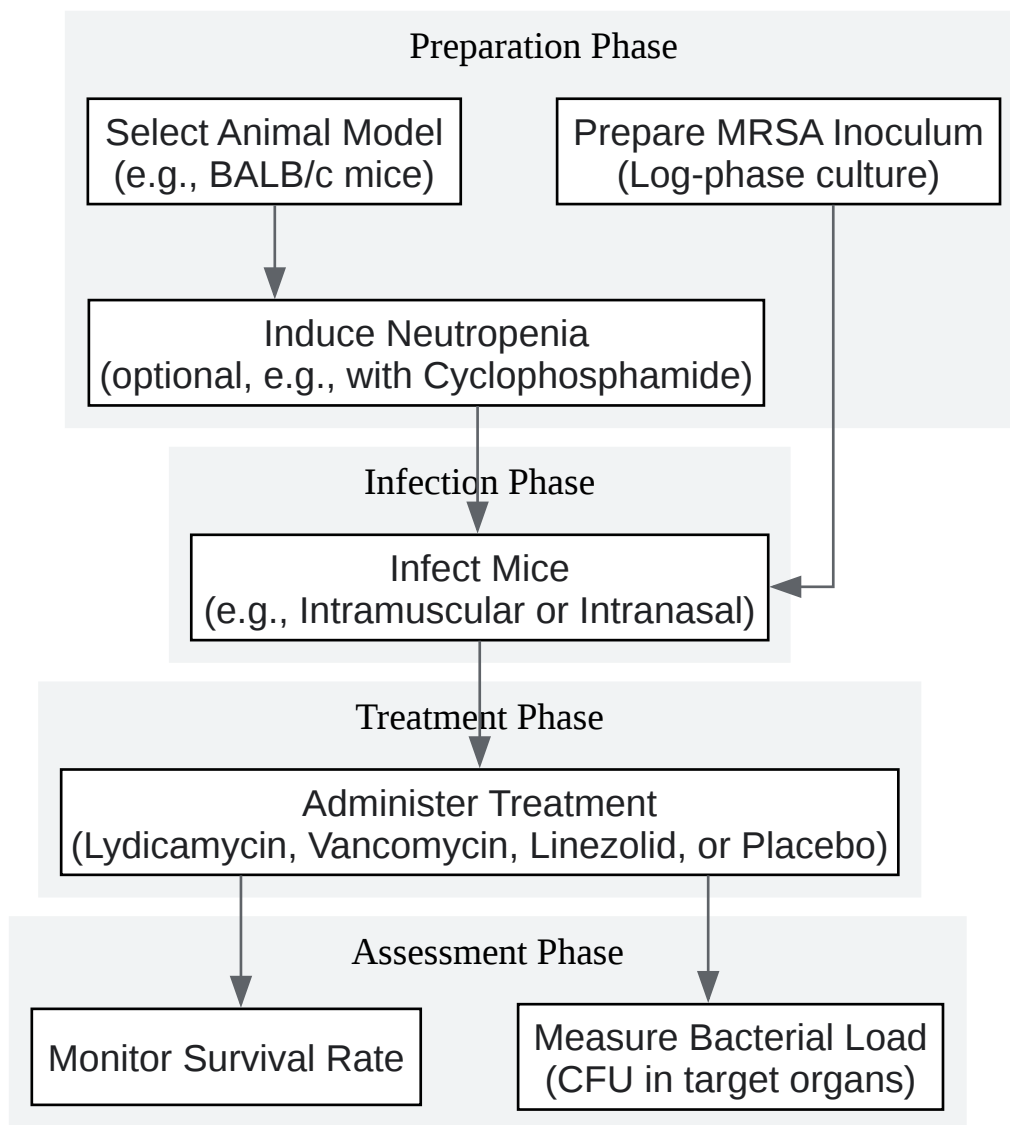 Preparation Phase
Select Animal Model
(e.g., BALB/c mice)
Prepare MRSA Inoculum
(Log-phase culture)
Induce Neutropenia
(optional, e.g., with Cyclophosphamide)
Infection Phase
Infect Mice
(e.g., Intramuscular or Intranasal)
Treatment Phase
Administer Treatment
(Lydicamycin, Vancomycin, Linezolid, or Placebo)
Assessment Phase
Monitor Survival Rate
Measure Bacterial Load
(CFU in target organs)